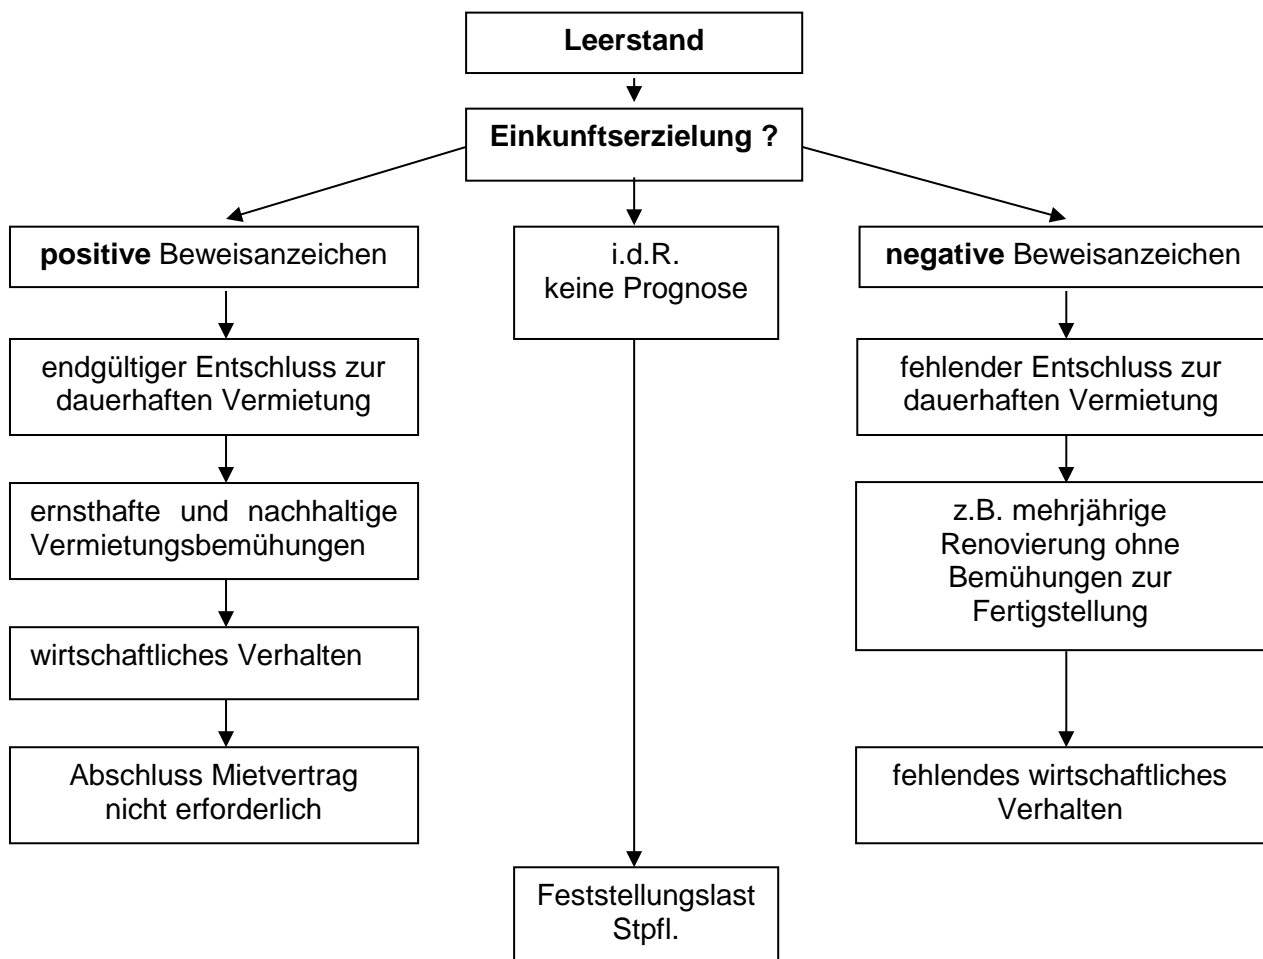 Leerstand
Einkunftserzielung ?
positive Beweisanzeichen
endgültiger Entschluss zur
dauerhaften Vermietung
ernsthafte und nachhaltige
Vermietungsbemühungen
wirtschaftliches Verhalten
Abschluss Mietvertrag
nicht erforderlich
i.d.R.
keine Prognose
Feststellungslast
Stpfl.
negative Beweisanzeichen
fehlender Entschluss zur
dauerhaften Vermietung
z.B. mehrjährige
Renovierung ohne
Bemühungen zur
Fertigstellung
fehlendes wirtschaftliches
Verhalten